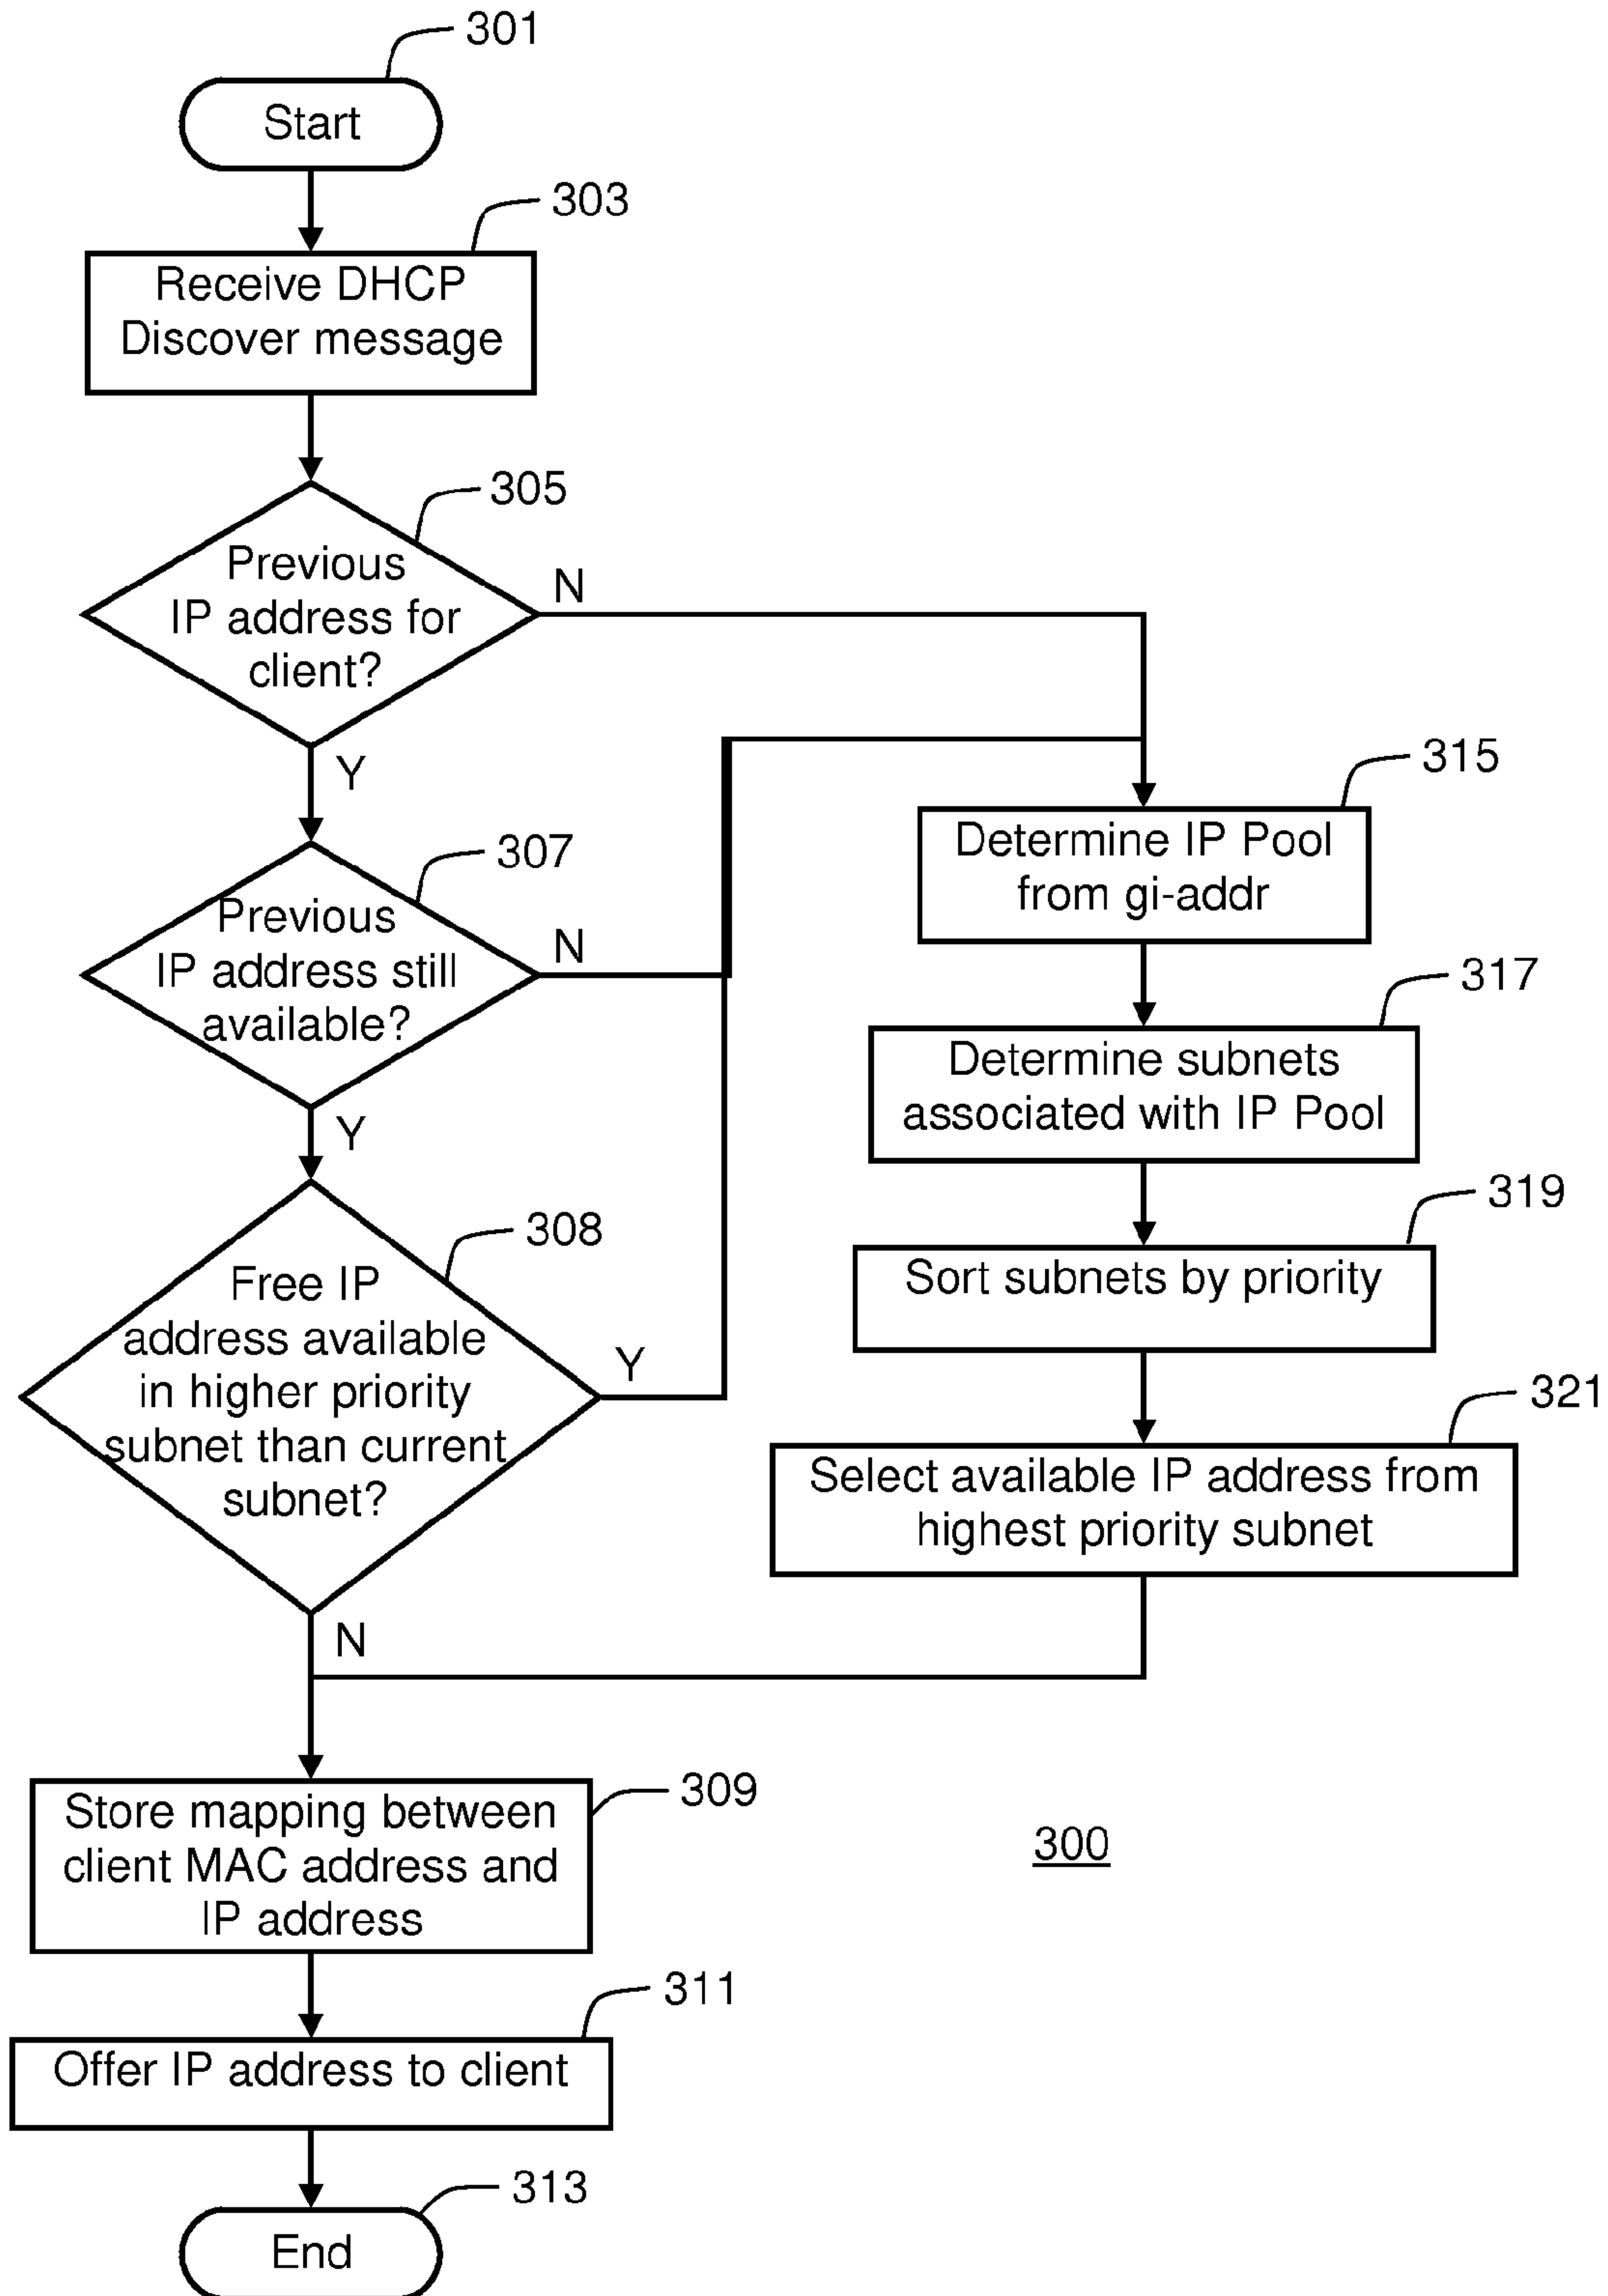 301
Start
303
Receive DHCP
Discover message
305
Previous
IP address for
client?
N
Y
307
Previous
IP address still
available?
N
Y
308
Free IP
address available
in higher priority
subnet than current
subnet?
Y
N
315
Determine IP Pool
from gi-addr
317
Determine subnets
associated with IP Pool
319
Sort subnets by priority
321
Select available IP address from
highest priority subnet
309
Store mapping between
client MAC address and
IP address
300
311
Offer IP address to client
313
End